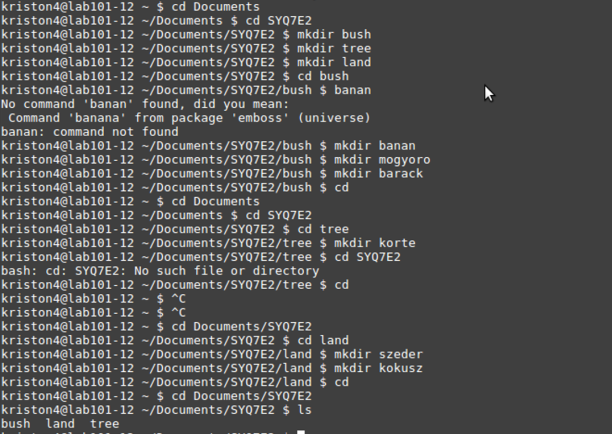 kriston4@lab101-12 ~ $ cd Documents
kriston4@lab101-12 ~/Documents $ cd SYQ7E2
kriston4@lab101-12 ~/Documents/SYQ7E2 $ mkdir bush
kriston4@lab101-12 ~/Documents/SYQ7E2 $ mkdir tree
kriston4@lab101-12 ~/Documents/SYQ7E2 $ mkdir land
kriston4@lab101-12 ~/Documents/SYQ7E2 $ cd bush
kriston4@lab101-12 ~/Documents/SYQ7E2/bush $ banan
No command 'banan' found, did you mean:
 Command 'banana' from package 'emboss' (universe)
banan: command not found
kriston4@lab101-12 ~/Documents/SYQ7E2/bush $ mkdir banan
kriston4@lab101-12 ~/Documents/SYQ7E2/bush $ mkdir mogyoro
kriston4@lab101-12 ~/Documents/SYQ7E2/bush $ mkdir barack
kriston4@lab101-12 ~/Documents/SYQ7E2/bush $ cd
kriston4@lab101-12 ~ $ cd Documents
kriston4@lab101-12 ~/Documents $ cd SYQ7E2
kriston4@lab101-12 ~/Documents/SYQ7E2 $ cd tree
kriston4@lab101-12 ~/Documents/SYQ7E2/tree $ mkdir korte
kriston4@lab101-12 ~/Documents/SYQ7E2/tree $ cd SYQ7E2
bash: cd: SYQ7E2: No such file or directory
kriston4@lab101-12 ~/Documents/SYQ7E2/tree $ cd
kriston4@lab101-12 ~ $ ^C
kriston4@lab101-12 ~ $ ^C
kriston4@lab101-12 ~ $ cd Documents/SYQ7E2
kriston4@lab101-12 ~/Documents/SYQ7E2 $ cd land
kriston4@lab101-12 ~/Documents/SYQ7E2/land $ mkdir szeder
kriston4@lab101-12 ~/Documents/SYQ7E2/land $ mkdir kokusz
kriston4@lab101-12 ~/Documents/SYQ7E2/land $ cd
kriston4@lab101-12 ~ $ cd Documents/SYQ7E2
kriston4@lab101-12 ~/Documents/SYQ7E2 $ ls
bush  land  tree